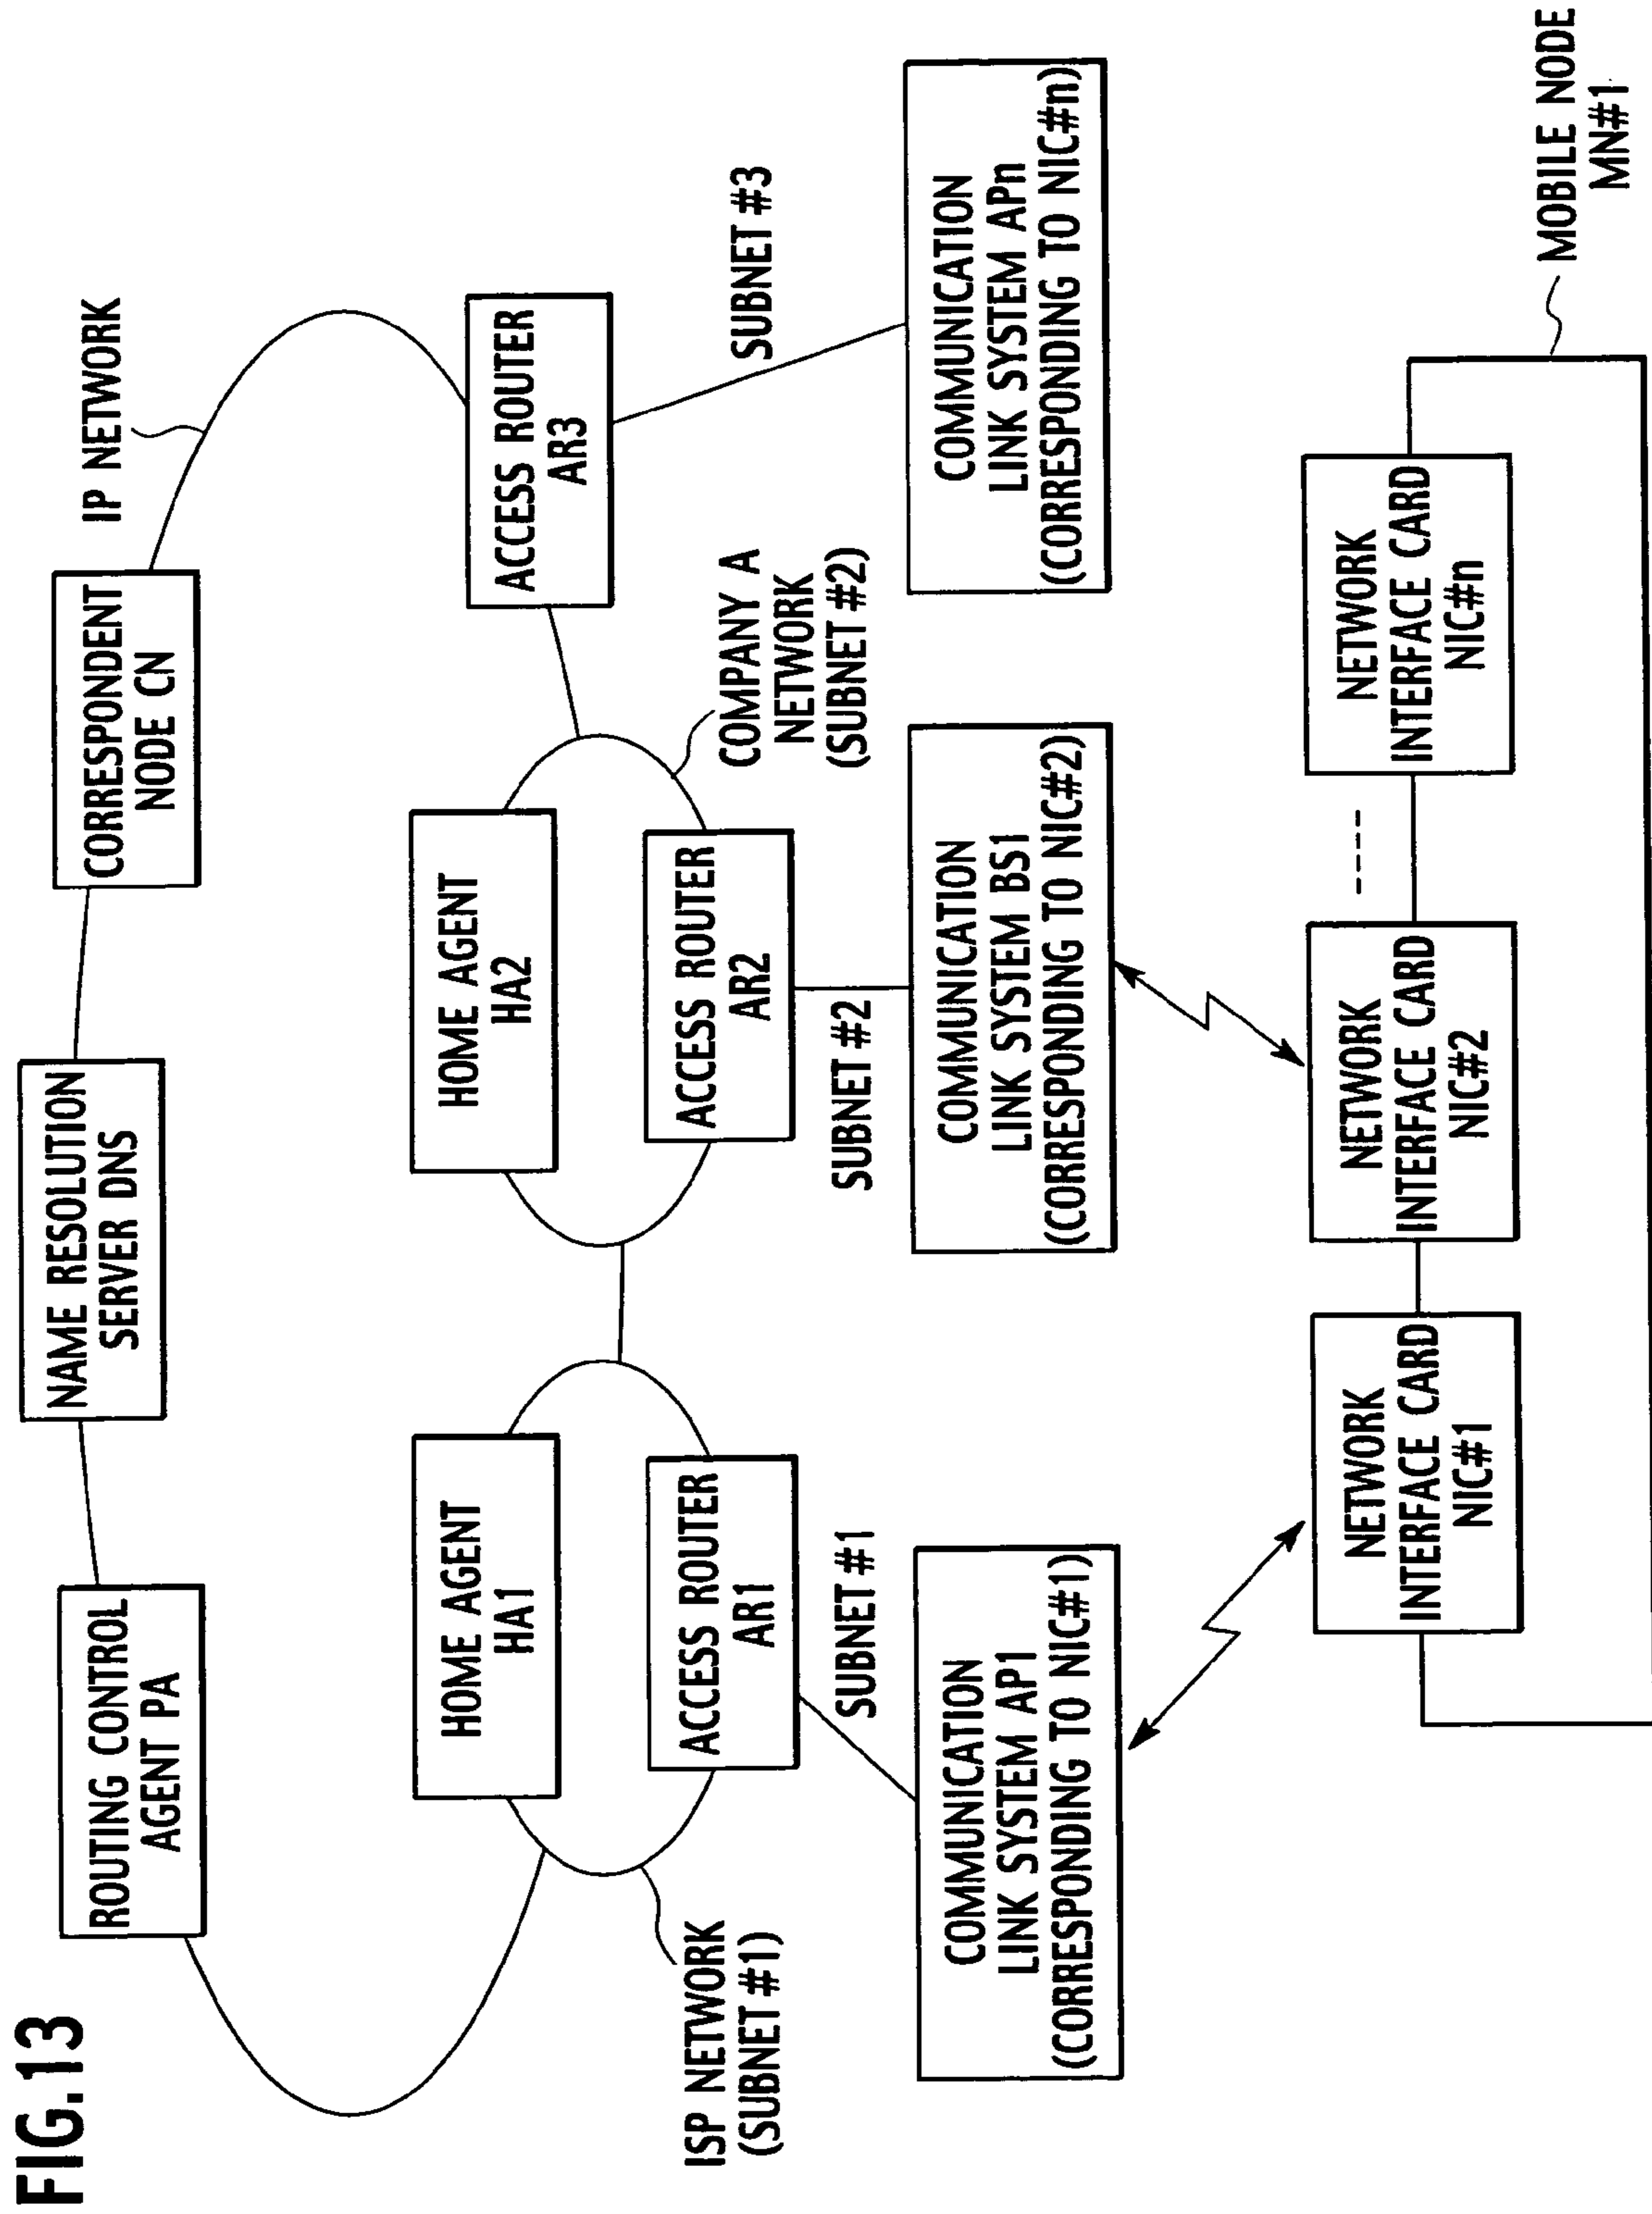 FIG.13
ROUTING CONTROL
AGENT PA
NAME RESOLUTION
SERVER DNS
CORRESPONDENT
NODE CN
IP NETWORK
HOME AGENT
HA1
HOME AGENT
HA2
ACCESS ROUTER
AR3
ISP NETWORK
(SUBNET #1)
ACCESS ROUTER
AR1
ACCESS ROUTER
AR2
COMPANY A
NETWORK
(SUBNET #2)
SUBNET #3
SUBNET #1
SUBNET #2
COMMUNICATION
LINK SYSTEM AP1
(CORRESPONDING TO NIC#1)
COMMUNICATION
LINK SYSTEM BS1
(CORRESPONDING TO NIC#2)
COMMUNICATION
LINK SYSTEM APn
(CORRESPONDING TO NIC#n)
NETWORK
INTERFACE CARD
NIC#1
NETWORK
INTERFACE CARD
NIC#2
NETWORK
INTERFACE CARD
NIC#n
MOBILE NODE
MN#1